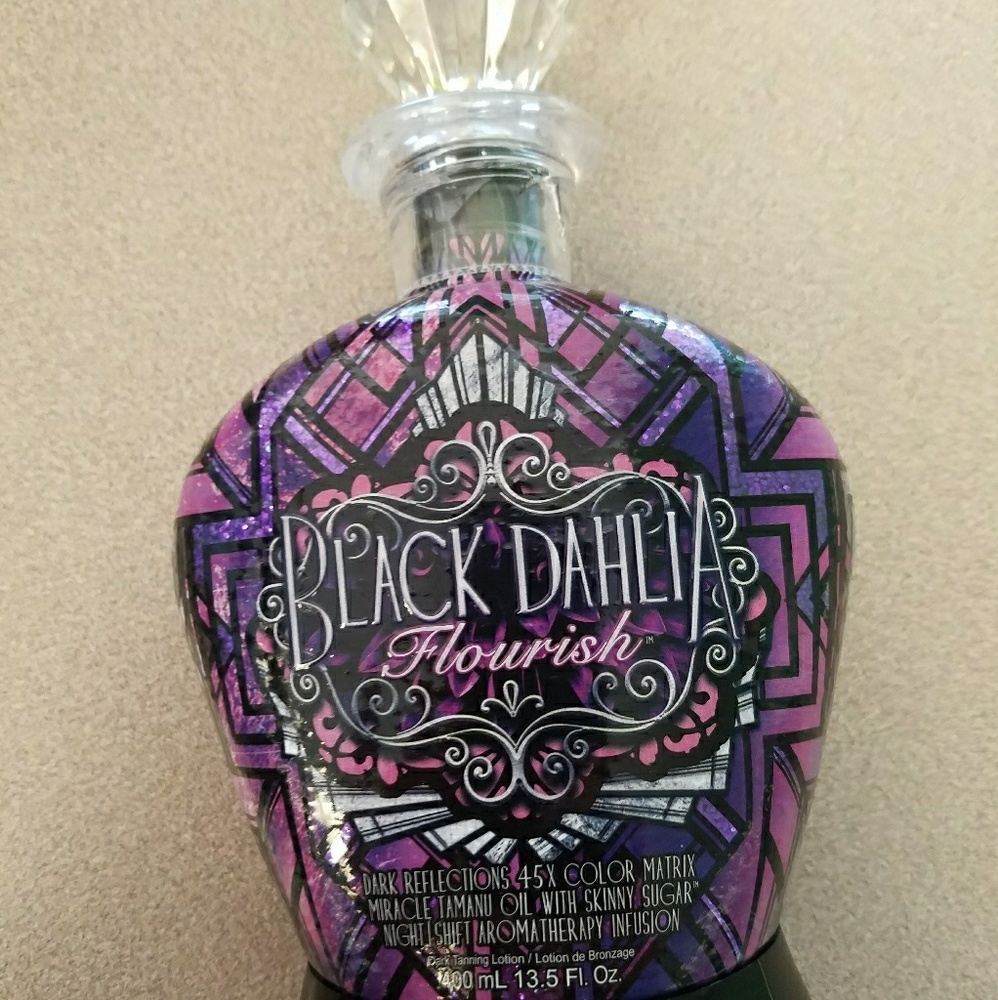 BLACK DAHLIA
Flourish™
DARK REFLECTIONS 45X COLOR MATRIX
MIRACLE TAMANU OIL WITH SKINNY SUGAR™
NIGHT SHIFT AROMATHERAPY INFUSION
Dark Tanning Lotion / Lotion de Bronzage
400 mL 13.5 Fl. Oz.